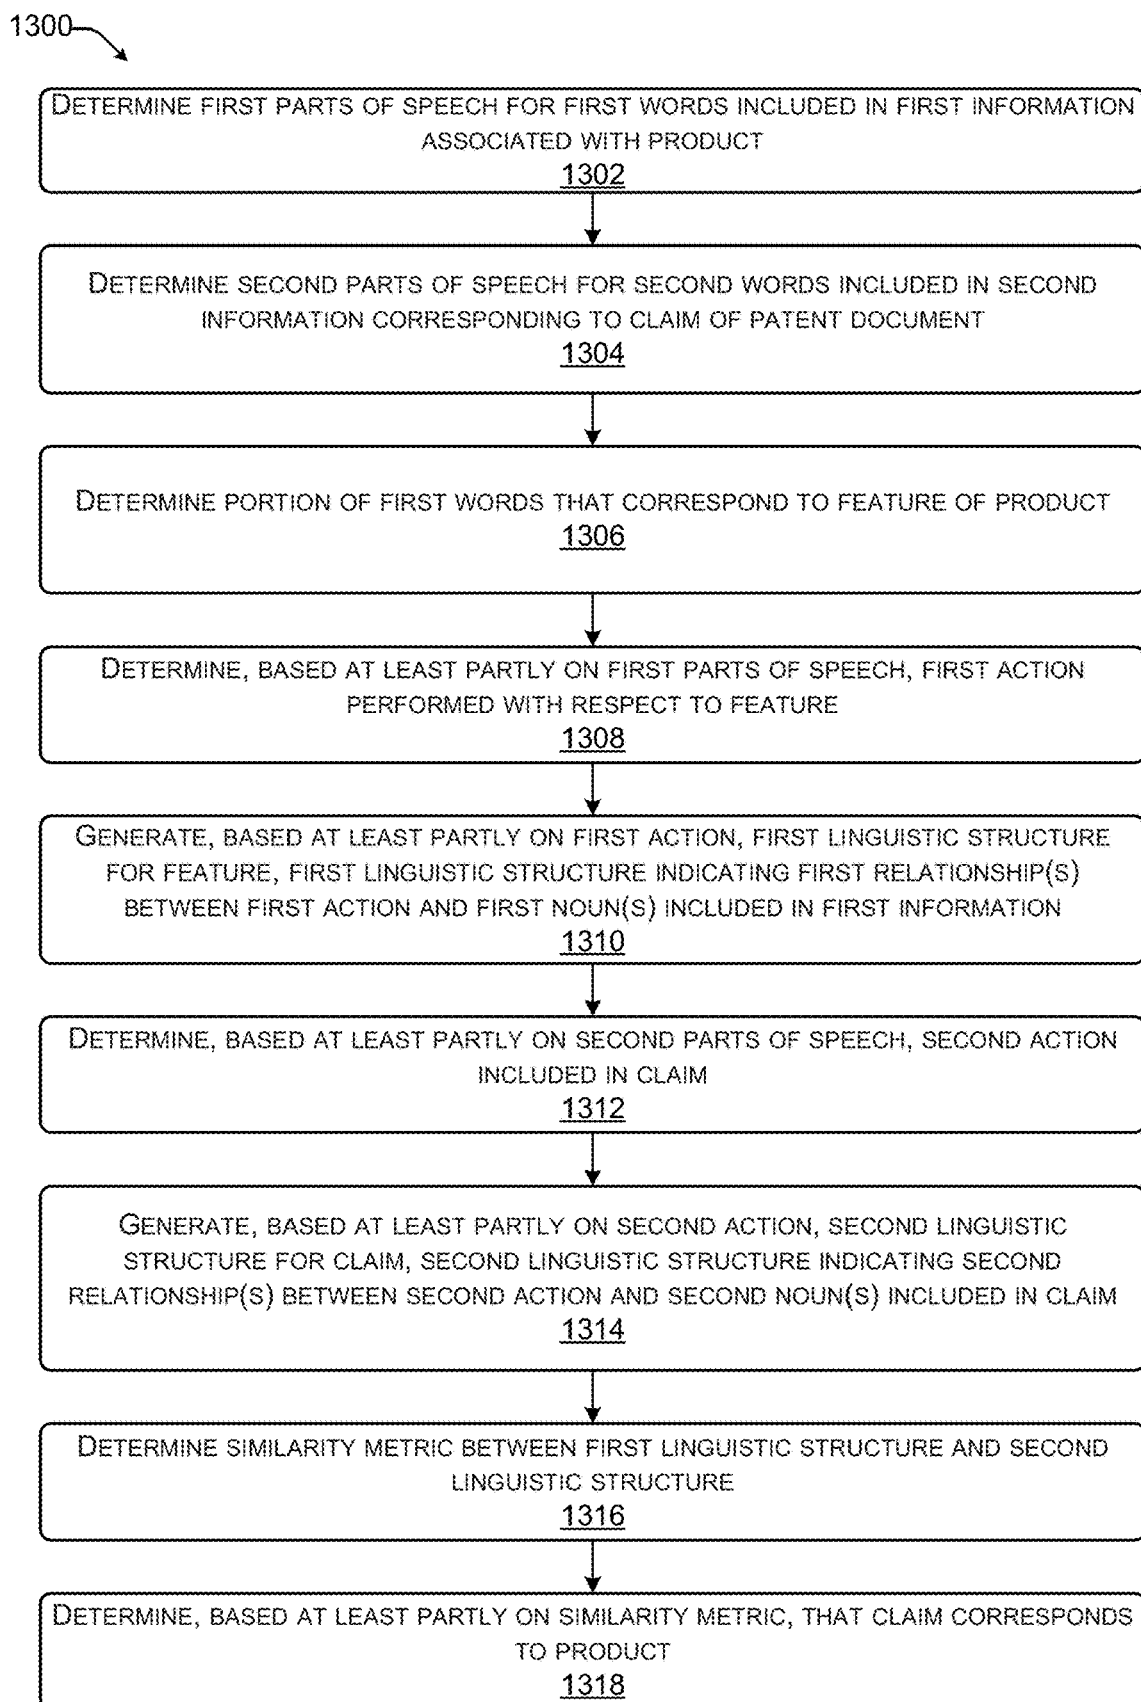 1300
DETERMINE FIRST PARTS OF SPEECH FOR FIRST WORDS INCLUDED IN FIRST INFORMATION
ASSOCIATED WITH PRODUCT
1302
DETERMINE SECOND PARTS OF SPEECH FOR SECOND WORDS INCLUDED IN SECOND
INFORMATION CORRESPONDING TO CLAIM OF PATENT DOCUMENT
1304
DETERMINE PORTION OF FIRST WORDS THAT CORRESPOND TO FEATURE OF PRODUCT
1306
DETERMINE, BASED AT LEAST PARTLY ON FIRST PARTS OF SPEECH, FIRST ACTION
PERFORMED WITH RESPECT TO FEATURE
1308
GENERATE, BASED AT LEAST PARTLY ON FIRST ACTION, FIRST LINGUISTIC STRUCTURE
FOR FEATURE, FIRST LINGUISTIC STRUCTURE INDICATING FIRST RELATIONSHIP(S)
BETWEEN FIRST ACTION AND FIRST NOUN(S) INCLUDED IN FIRST INFORMATION
1310
DETERMINE, BASED AT LEAST PARTLY ON SECOND PARTS OF SPEECH, SECOND ACTION
INCLUDED IN CLAIM
1312
GENERATE, BASED AT LEAST PARTLY ON SECOND ACTION, SECOND LINGUISTIC
STRUCTURE FOR CLAIM, SECOND LINGUISTIC STRUCTURE INDICATING SECOND
RELATIONSHIP(S) BETWEEN SECOND ACTION AND SECOND NOUN(S) INCLUDED IN CLAIM
1314
DETERMINE SIMILARITY METRIC BETWEEN FIRST LINGUISTIC STRUCTURE AND SECOND
LINGUISTIC STRUCTURE
1316
DETERMINE, BASED AT LEAST PARTLY ON SIMILARITY METRIC, THAT CLAIM CORRESPONDS
TO PRODUCT
1318